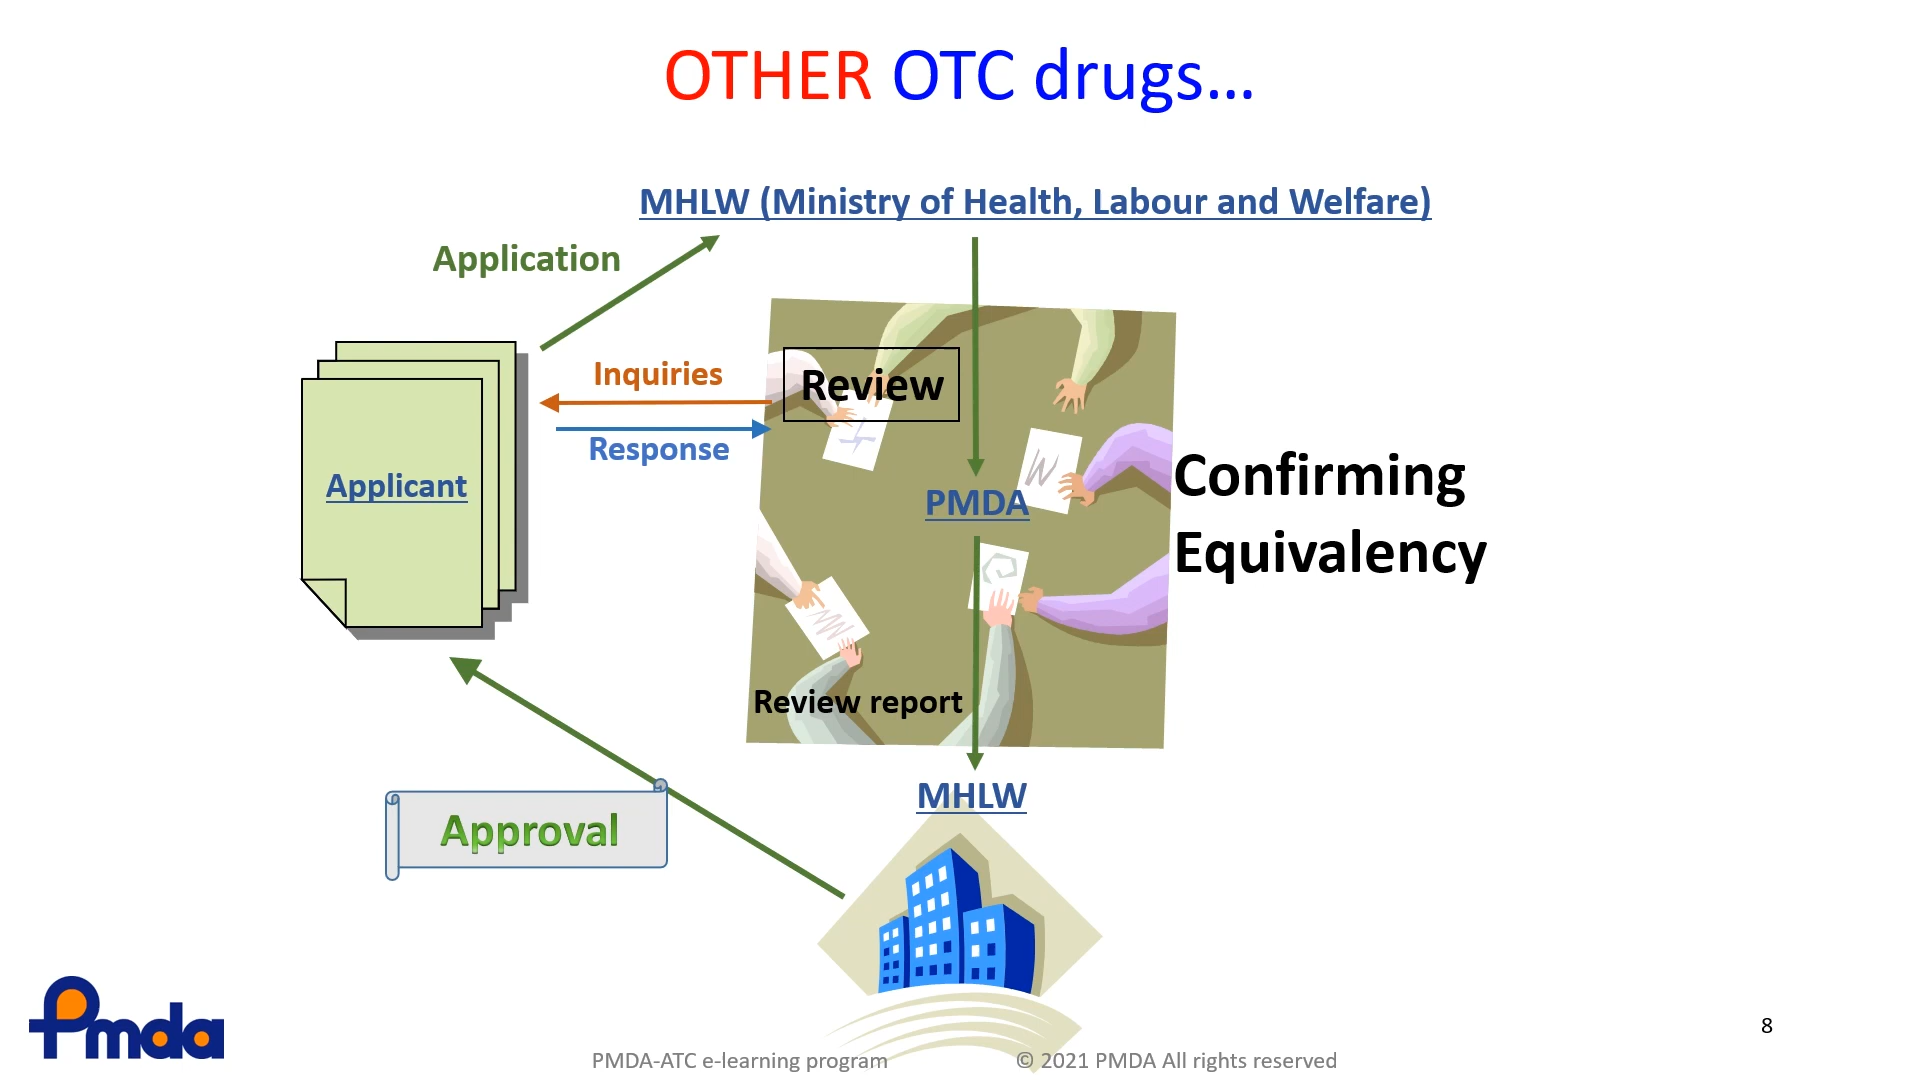 OTHER OTC drugs...
MHLW (Ministry of Health, Labour and Welfare)
Application
Inquiries
Review
Response
Applicant
PMDA
Confirming
Equivalency
Review report
MHLW
Approval
Pmda
8
PMDA-ATC e-learning program
© 2021 PMDA All rights reserved